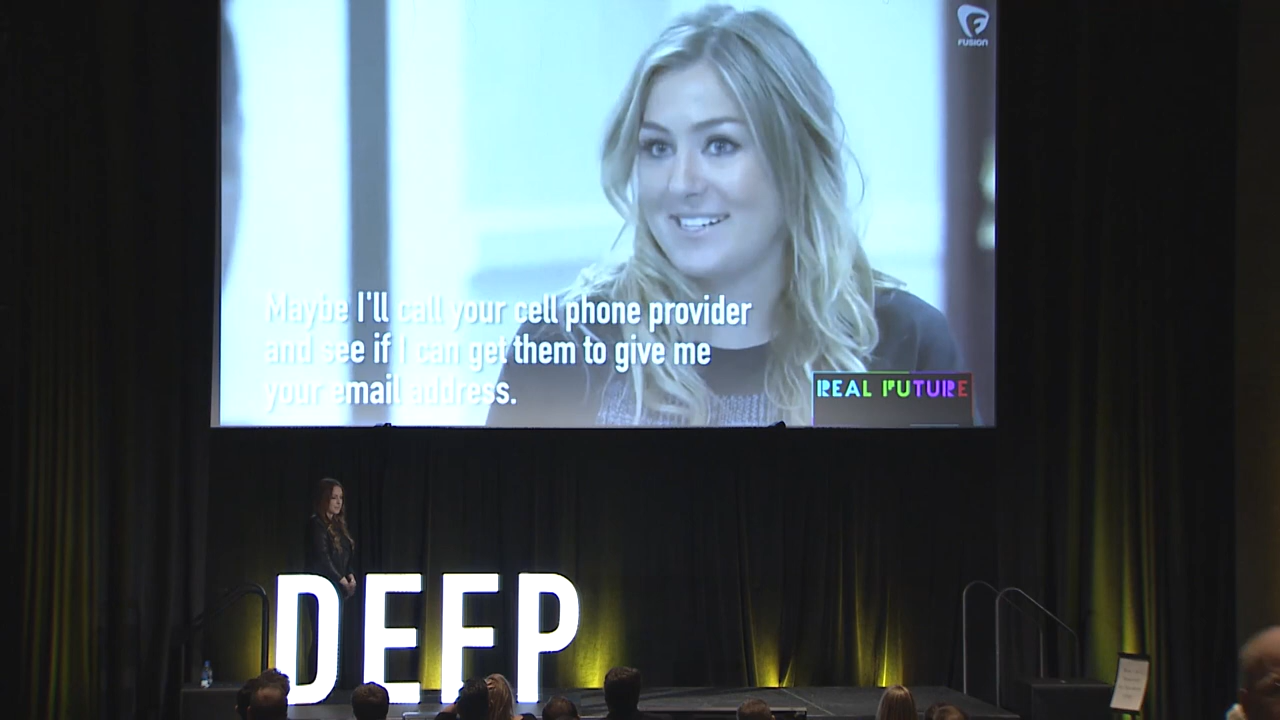 FUSION
Maybe I'll call your cell phone provider
and see if I can get them to give me
your email address.
REAL FUTURE
DEEP